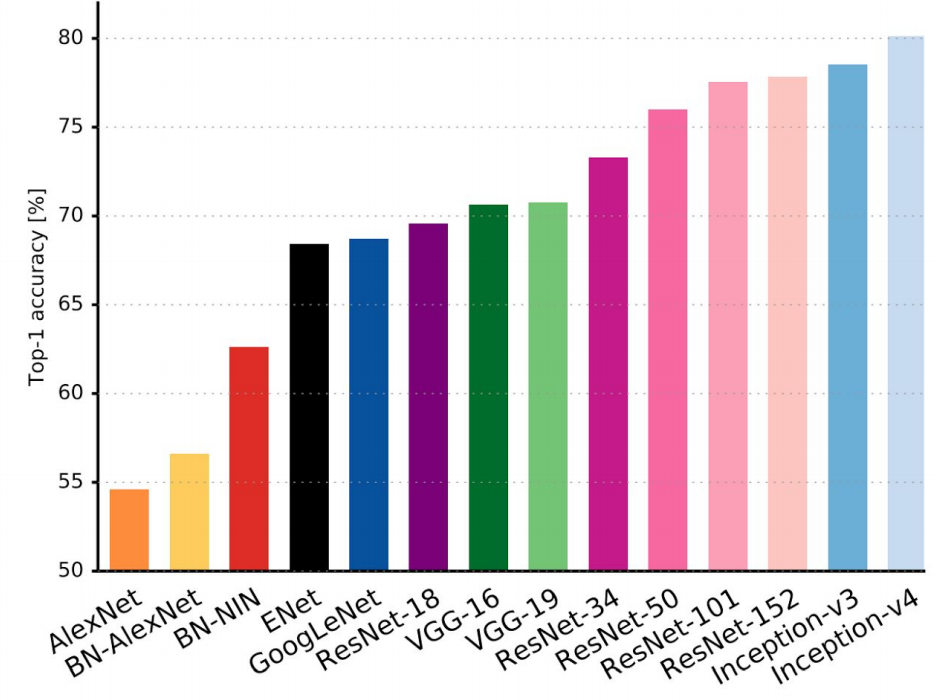 Top-1 accuracy [%]
80
75
70
65
60
55
50
AlexNet
BN-AlexNet
BN-NIN
ENet
GoogLeNet
ResNet-18
VGG-16
VGG-19
ResNet-34
ResNet-50
ResNet-101
ResNet-152
Inception-v3
Inception-v4